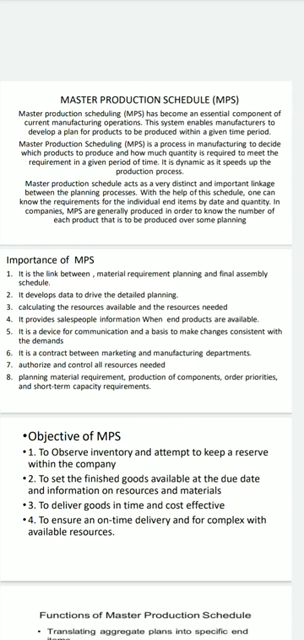 MASTER PRODUCTION SCHEDULE (MPS)
Master production scheduling (MPS) has become an essential component of
current manufacturing operations. This system enables manufacturers to
develop a plan for products to be produced within a given time period.
Master Production Scheduling (MPS) is a process in manufacturing to decide
which products to produce and how much quantity is required to meet the
requirement in a given period of time. It is dynamic as it speeds up the
production process.
Master production schedule acts as a very distinct and important linkage
between the planning processes. With the help of this schedule, one can
know the requirements for the individual end items by date and quantity. In
companies, MPS are generally produced in order to know the number of
each product that is to be produced over some planning
Importance of MPS
1. It is the link between , material requirement planning and final assembly
schedule.
2. It develops data to drive the detailed planning.
3. calculating the resources available and the resources needed
4. It provides salespeople information When end products are available.
5. It is a device for communication and a basis to make changes consistent with
the demands
6. It is a contract between marketing and manufacturing departments.
7. authorize and control all resources needed
8. planning material requirement, production of components, order priorities,
and short-term capacity requirements.
•Objective of MPS
•1. To Observe inventory and attempt to keep a reserve
within the company
•2. To set the finished goods available at the due date
and information on resources and materials
•3. To deliver goods in time and cost effective
•4. To ensure an on-time delivery and for complex with
available resources.
Functions of Master Production Schedule
• Translating aggregate plans into specific end
items